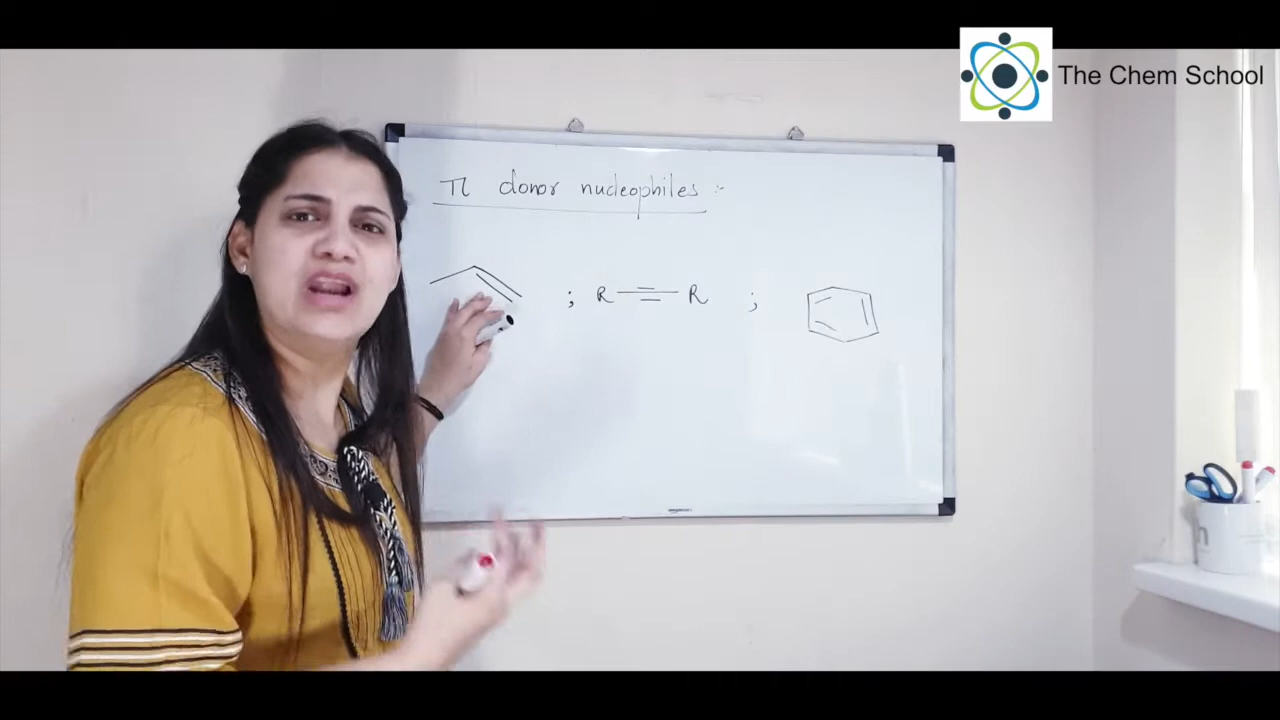 The Chem School
π donor nucleophiles :-
; R R ;